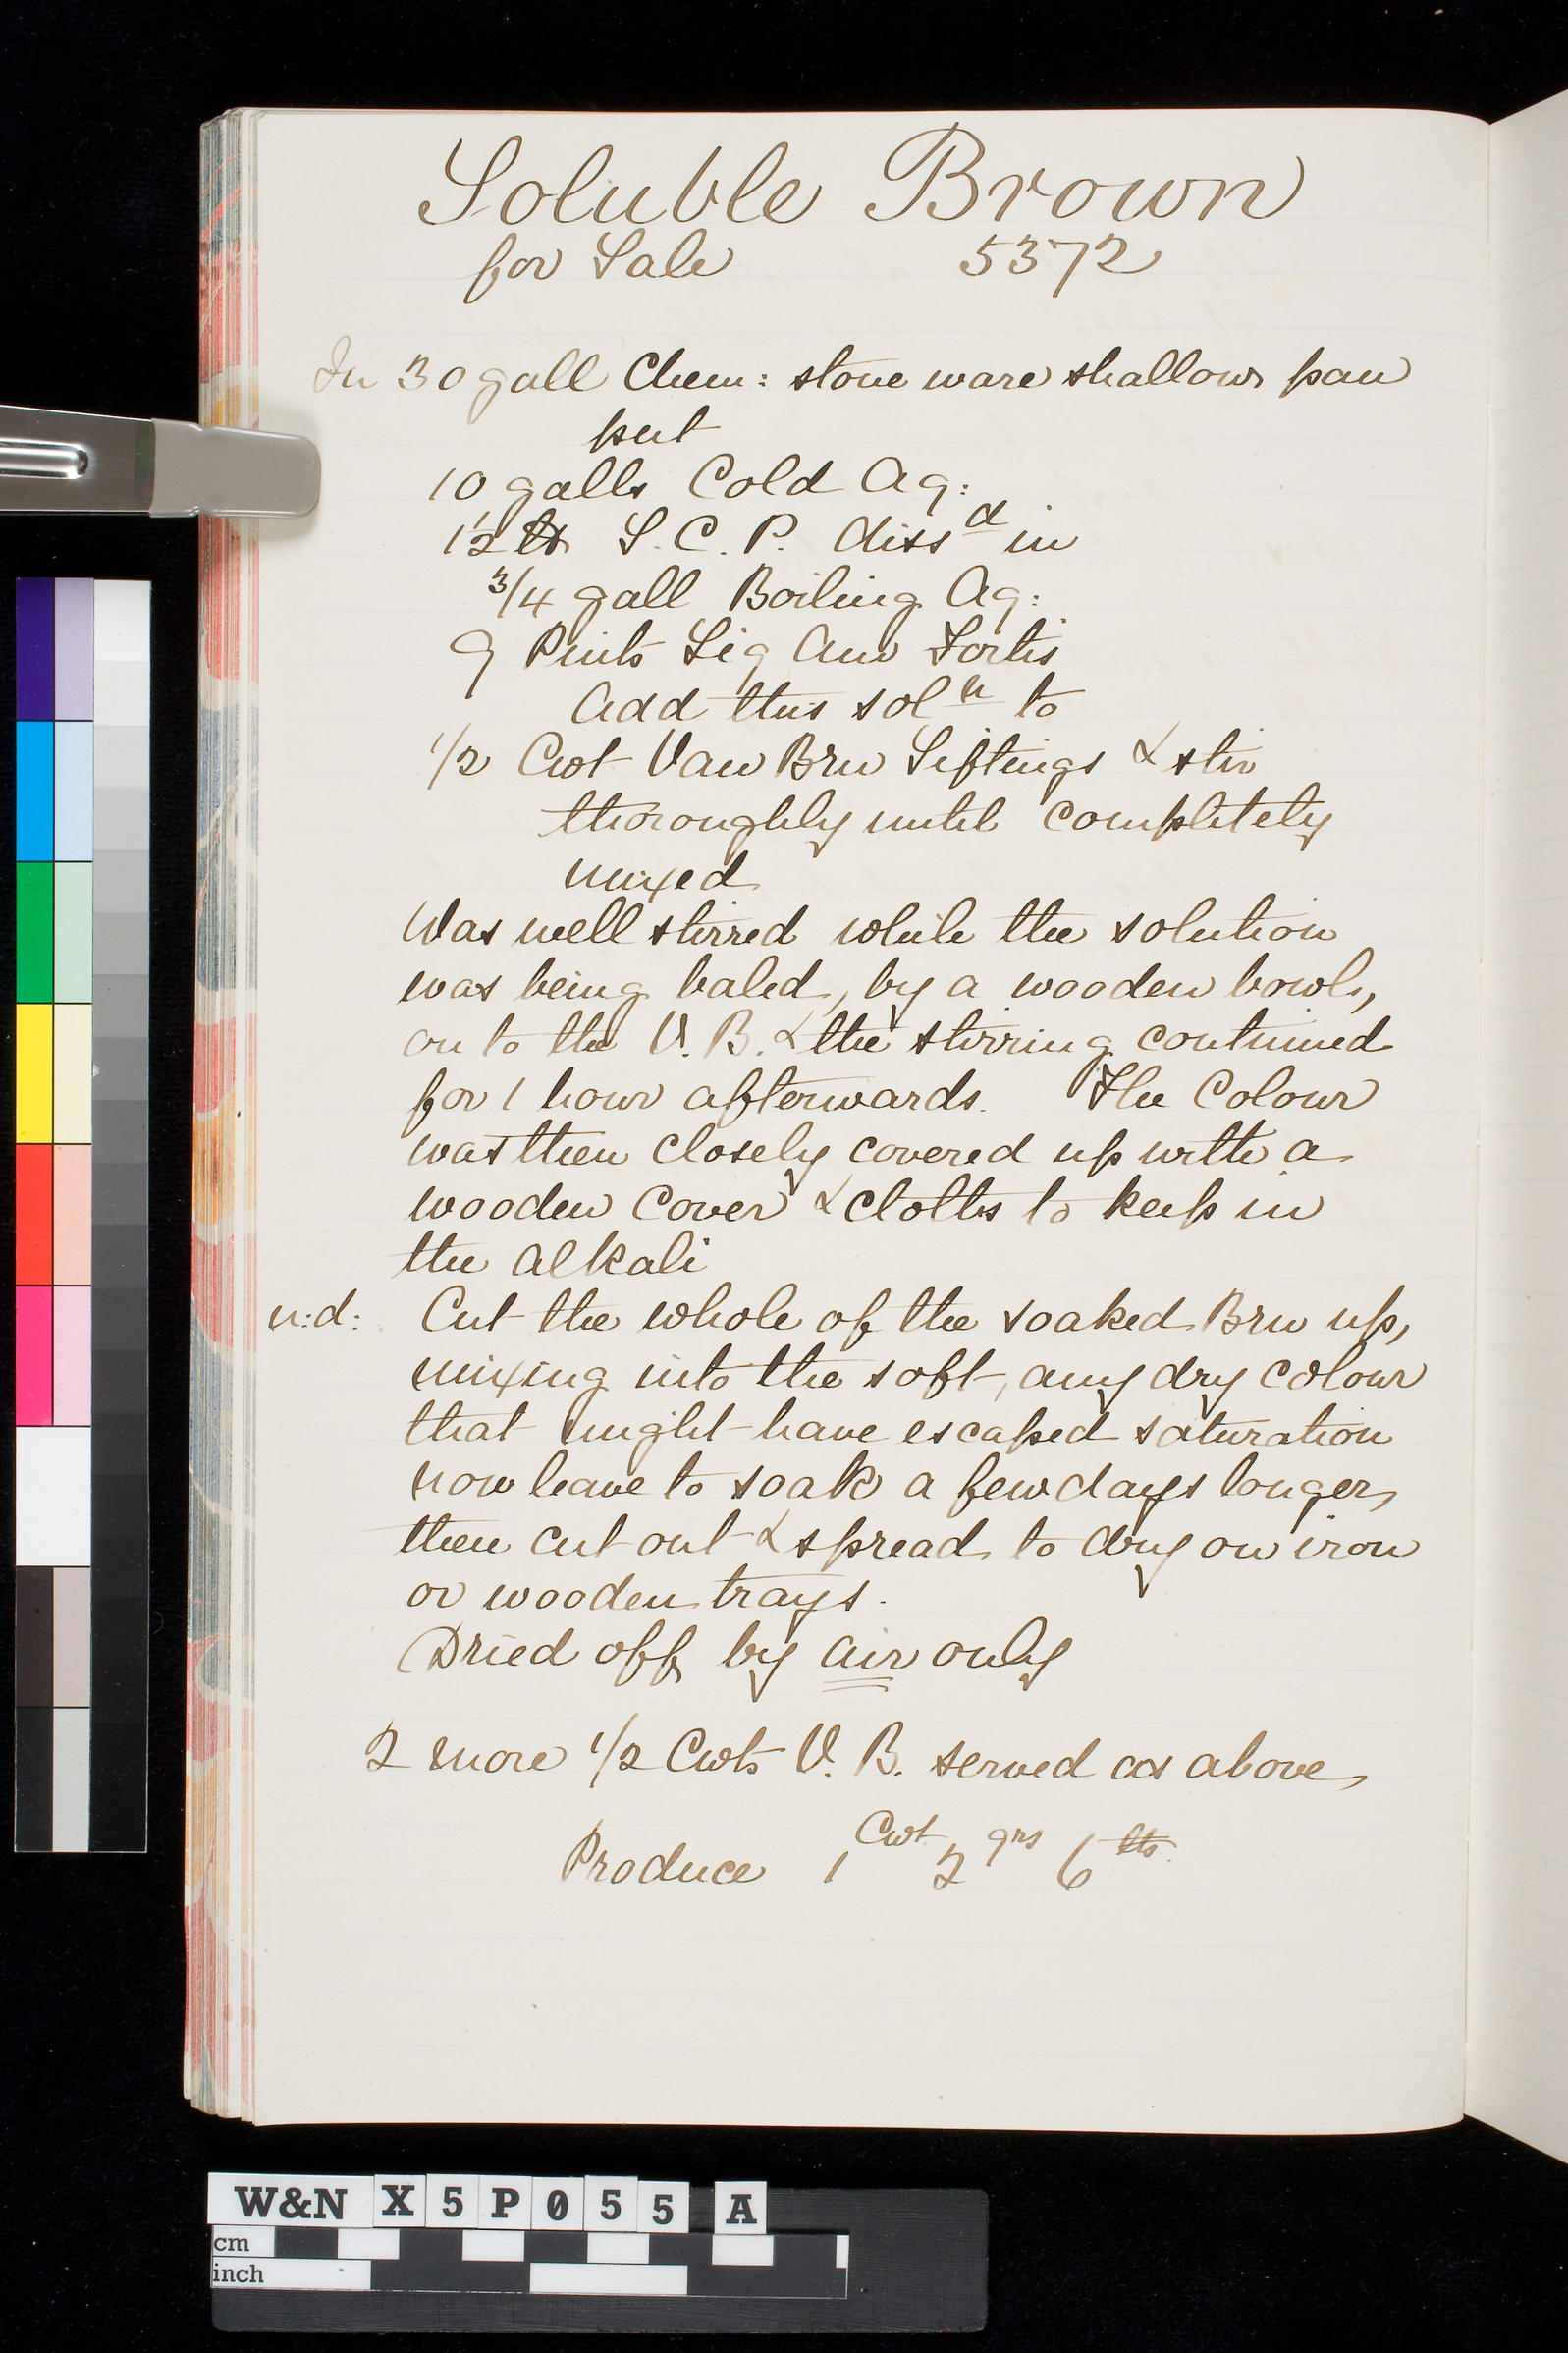 Soluble Brown
for Sale 5372
In 30 gall Chem: stone ware shallow pan
put
10 galls Cold Aq:
12 lb S. C. P. dissd in
3/4 gall Boiling Aq:
9 Pints Liq Am Fortis
Add this soln to
1/2 Cwt Van Brn Siftings & stir
thoroughly until completely
mixed
Was well stirred while the solution
was being baled, by a wooden bowl,
on to the V. B. & the stirring continued
for 1 hour afterwards. The Colour
was then closely covered up with a
wooden cover & cloths to keep in
the alkali
n:d: Cut the whole of the soaked Brn up,
mixing into the soft, any dry colour
that might have escaped saturation
now leave to soak a few days longer,
then cut out & spread to dry on iron
or wooden trays.
Dried off by air only
2 more 1/2 Cwts V. B. served as above,
Produce 1 Cwt 2 qrs 6 lbs
W&N X5P055 A
cm
inch